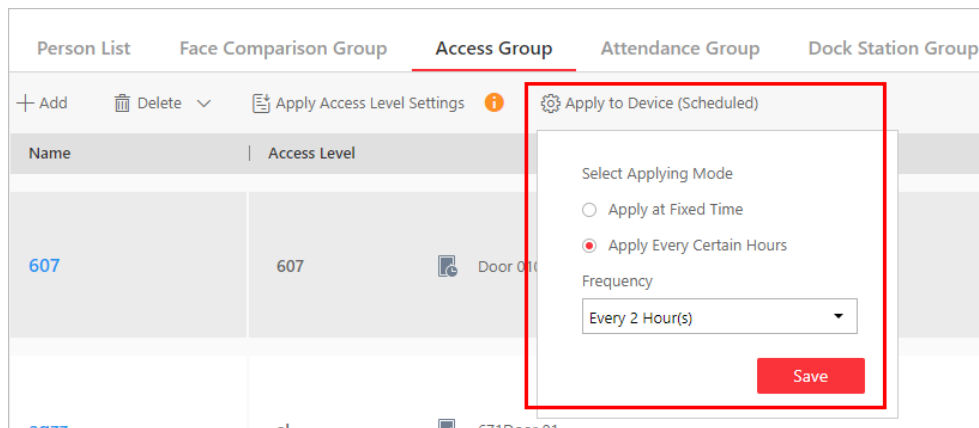 Person List Face Comparison Group Access Group Attendance Group Dock Station Group
Add Delete Apply Access Level Settings Apply to Device (Scheduled)
Name Access Level
Select Applying Mode
Apply at Fixed Time
Apply Every Certain Hours
607 607 Door 010
Frequency
Every 2 Hour(s)
Save